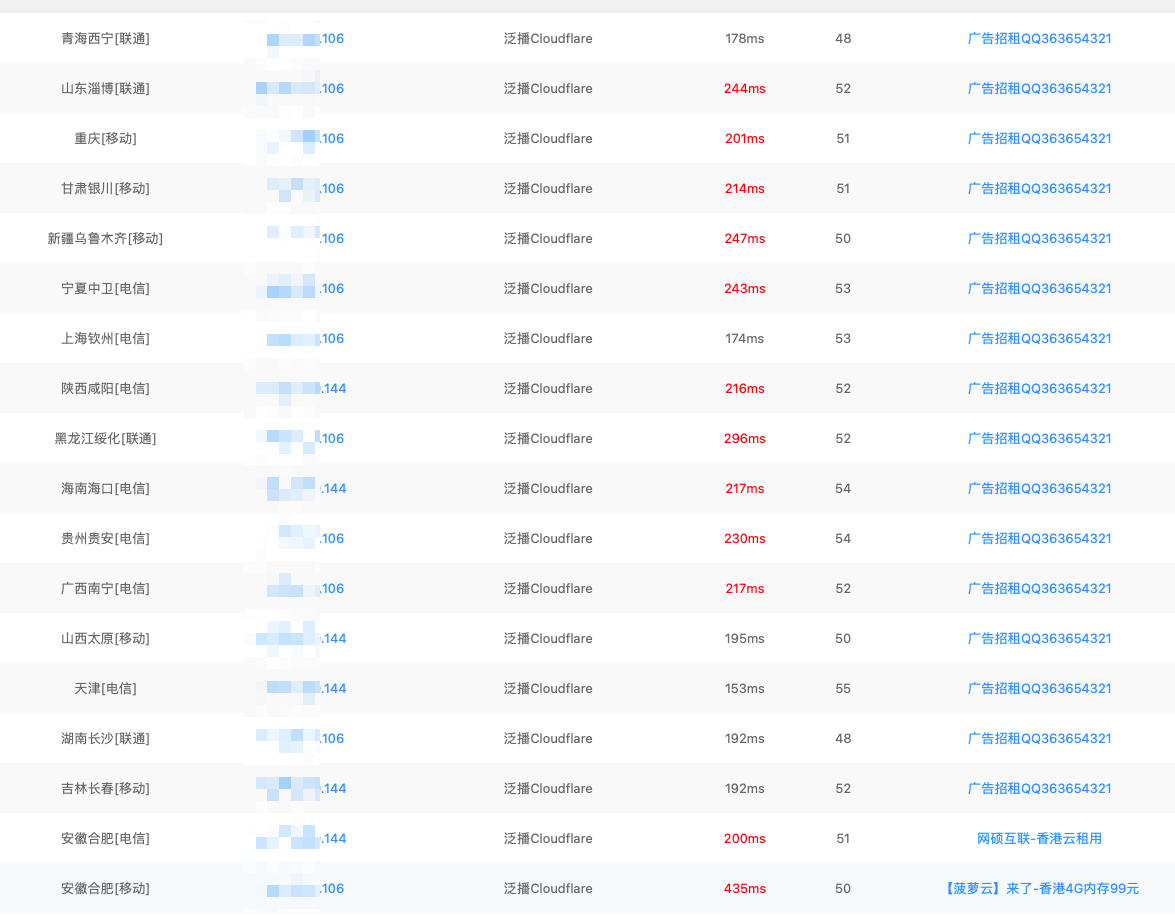 青海西宁[联通] .106 泛播Cloudflare 178ms 48 广告招租QQ363654321
山东淄博[联通] .106 泛播Cloudflare 244ms 52 广告招租QQ363654321
重庆[移动] .106 泛播Cloudflare 201ms 51 广告招租QQ363654321
甘肃银川[移动] .106 泛播Cloudflare 214ms 51 广告招租QQ363654321
新疆乌鲁木齐[移动] .106 泛播Cloudflare 247ms 50 广告招租QQ363654321
宁夏中卫[电信] .106 泛播Cloudflare 243ms 53 广告招租QQ363654321
上海钦州[电信] .106 泛播Cloudflare 174ms 53 广告招租QQ363654321
陕西咸阳[电信] .144 泛播Cloudflare 216ms 52 广告招租QQ363654321
黑龙江绥化[联通] .106 泛播Cloudflare 296ms 52 广告招租QQ363654321
海南海口[电信] .144 泛播Cloudflare 217ms 54 广告招租QQ363654321
贵州贵安[电信] .106 泛播Cloudflare 230ms 54 广告招租QQ363654321
广西南宁[电信] .106 泛播Cloudflare 217ms 52 广告招租QQ363654321
山西太原[移动] .144 泛播Cloudflare 195ms 50 广告招租QQ363654321
天津[电信] .144 泛播Cloudflare 153ms 55 广告招租QQ363654321
湖南长沙[联通] .106 泛播Cloudflare 192ms 48 广告招租QQ363654321
吉林长春[移动] .144 泛播Cloudflare 192ms 52 广告招租QQ363654321
安徽合肥[电信] .144 泛播Cloudflare 200ms 51 网硕互联-香港云租用
安徽合肥[移动] .106 泛播Cloudflare 435ms 50 【菠萝云】来了-香港4G内存99元